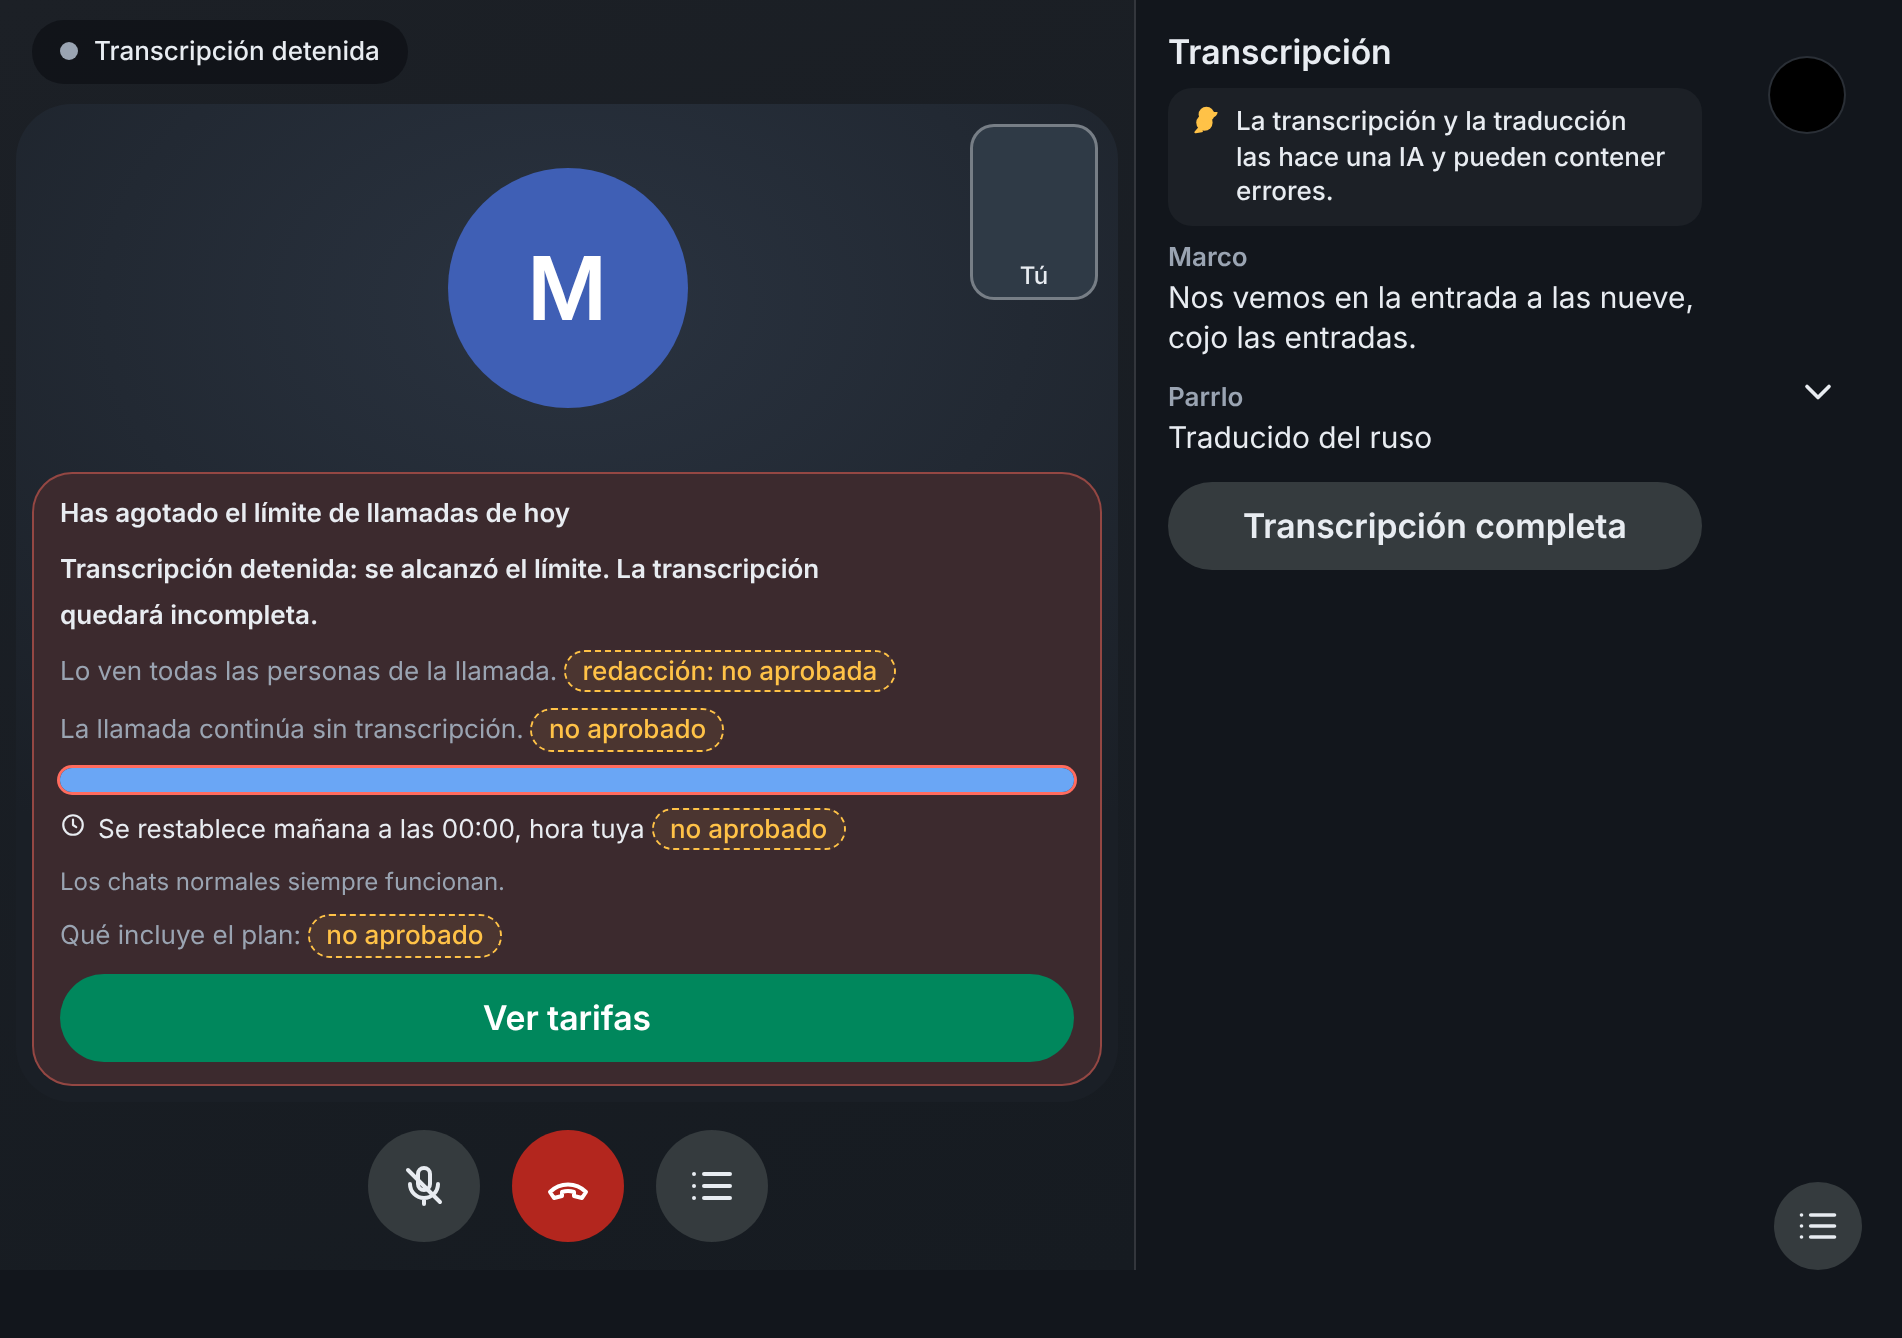 Transcripción detenida
M
Tú
Has agotado el límite de llamadas de hoy
Transcripción detenida: se alcanzó el límite. La transcripción
quedará incompleta.
Lo ven todas las personas de la llamada. redacción: no aprobada
La llamada continúa sin transcripción. no aprobado
Se restablece mañana a las 00:00, hora tuya no aprobado
Los chats normales siempre funcionan.
Qué incluye el plan: no aprobado
Ver tarifas
Transcripción
La transcripción y la traducción
las hace una IA y pueden contener
errores.
Marco
Nos vemos en la entrada a las nueve,
cojo las entradas.
Parrlo
Traducido del ruso
Transcripción completa